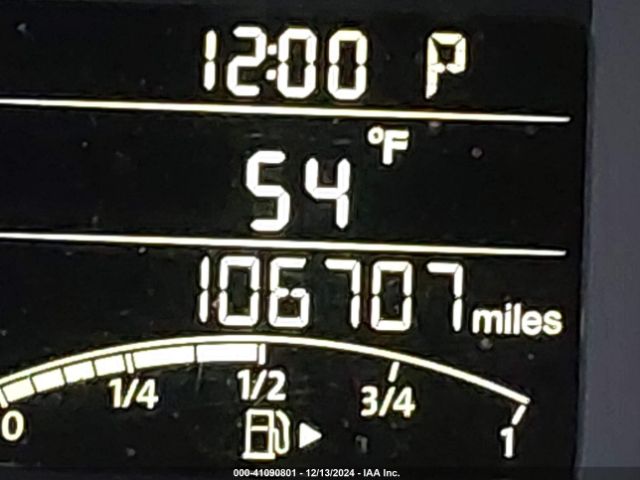 12:00 P
°F
54
106707 miles
0 1/4 1/2 3/4 1
000-41090801 - 12/13/2024 - IAA Inc.